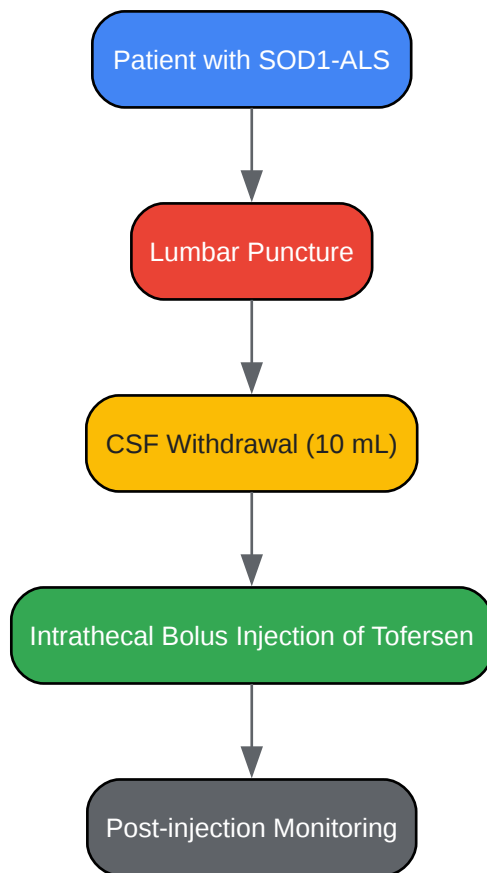 Patient with SOD1-ALS
Lumbar Puncture
CSF Withdrawal (10 mL)
Intrathecal Bolus Injection of Tofersen
Post-injection Monitoring